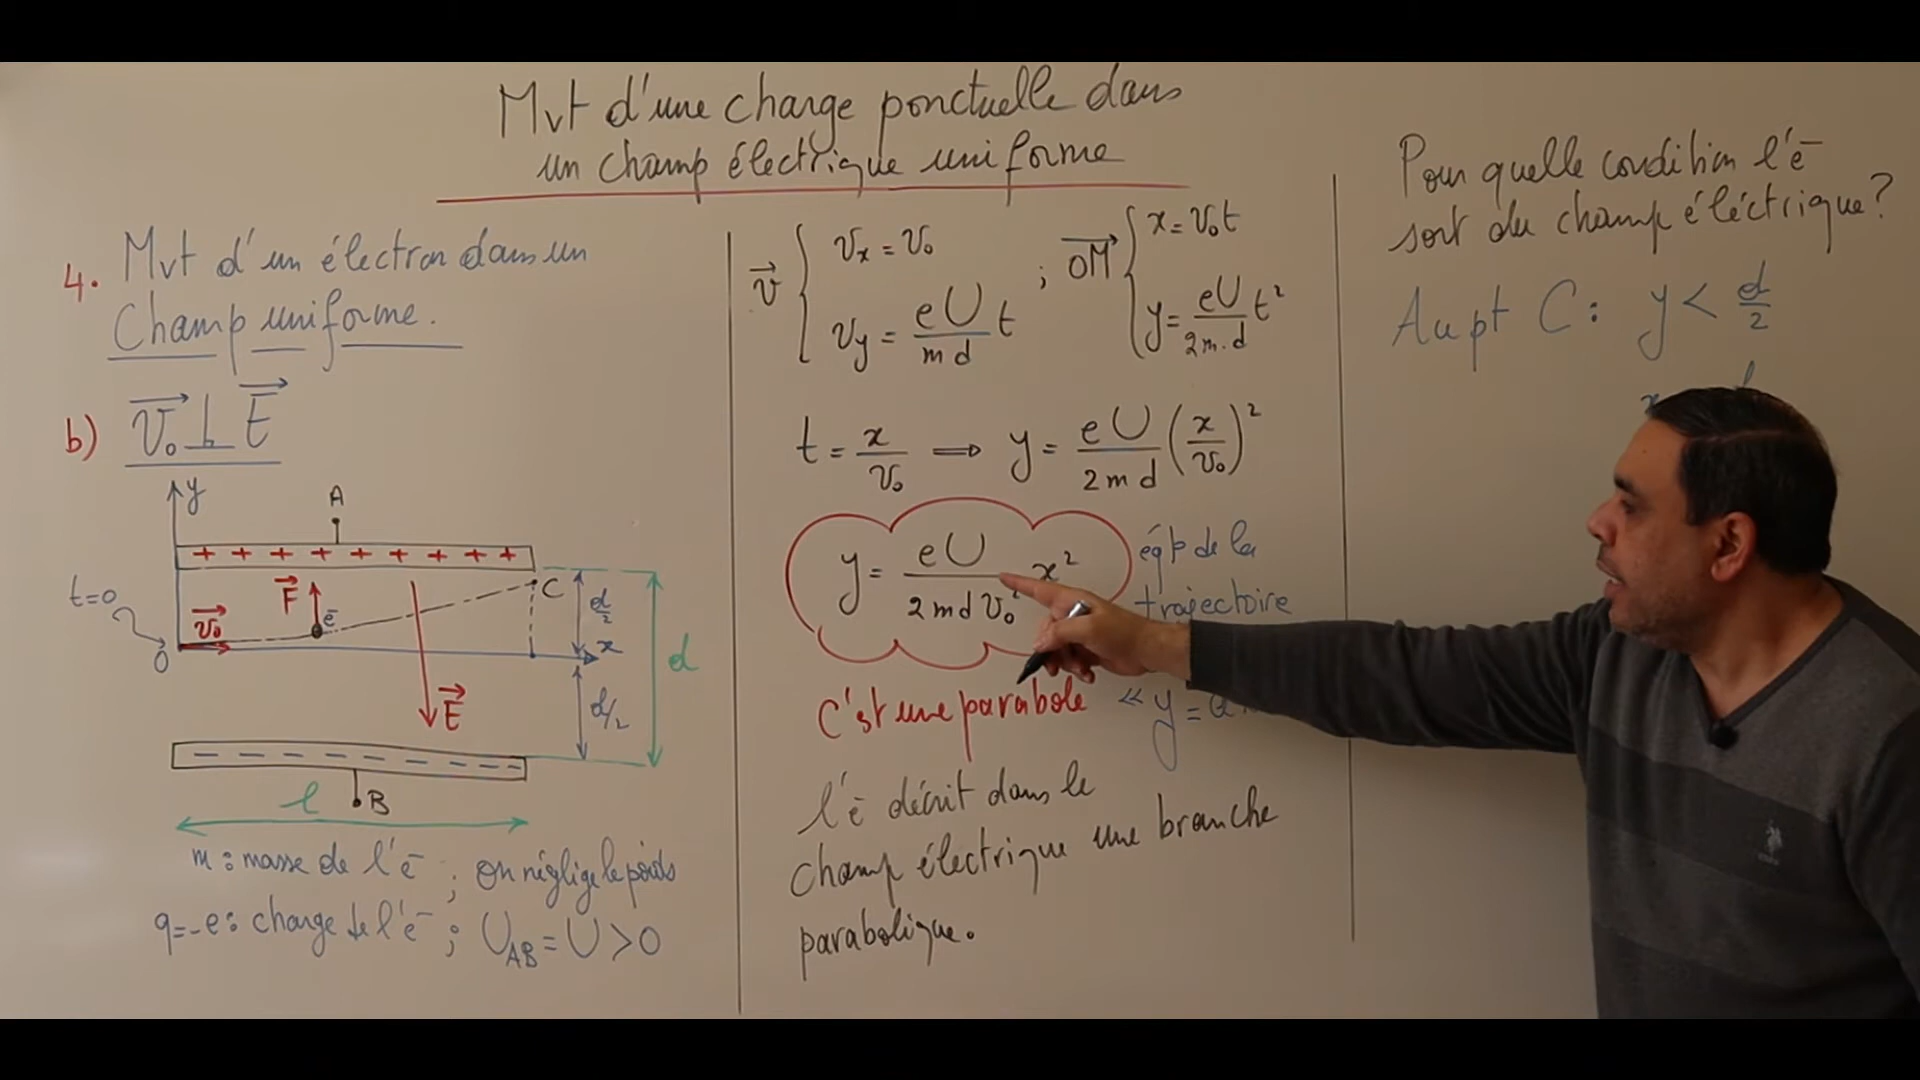 Mvt d'une charge ponctuelle dans
un champ électrique uniforme
4. Mvt d'un électron dans un
Champ uniforme.
b) v₀ ⊥ E
y
A
+ + + + + + + + +
t=0
F
e⁻
C
d/2
v₀
O
x
d
E
d/2
- - - - - - - - -
l
B
m : masse de l'e⁻ ; on néglige le poids
q=-e : charge de l'e⁻ ; U_AB = U > 0
v { vₓ = v₀
v_y = eU/md t
; OM { x = v₀t
y = eU/2m.d t²
t = x/v₀ ⟹ y = eU/2md (x/v₀)²
y = eU/2mdv₀² x²
éq° de la
trajectoire
C'est une parabole
« y =
l'e⁻ décrit dans le
champ électrique une branche
parabolique.
Pour quelle condition l'e⁻
sort du champ éléctrique?
Au pt C : y < d/2